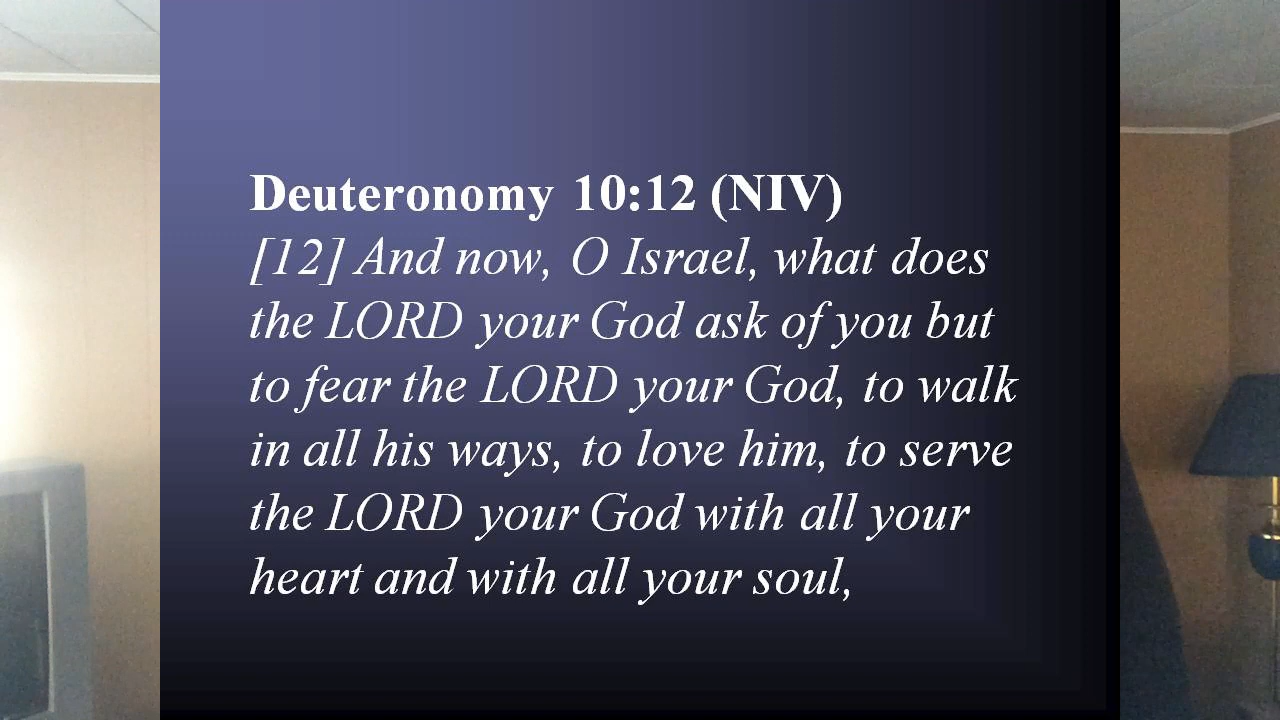 Deuteronomy 10:12 (NIV)
[12] And now, O Israel, what does
the LORD your God ask of you but
to fear the LORD your God, to walk
in all his ways, to love him, to serve
the LORD your God with all your
heart and with all your soul,